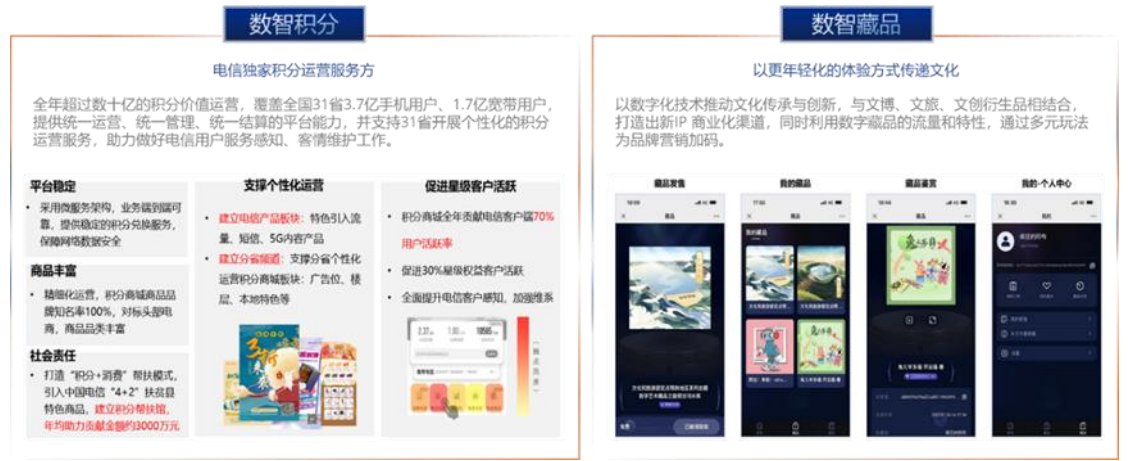 数智积分
电信独家积分运营服务方
全年超过数十亿的积分价值运营，覆盖全国31省3.7亿手机用户、1.7亿宽带用户，
提供统一运营、统一管理、统一结算的平台能力，并支持31省开展个性化的积分
运营服务，助力做好电信用户服务感知、客情维护工作。
平台稳定
• 采用微服务架构，业务端到端可
靠，提供稳定的积分兑换服务，
保障网络数据安全
商品丰富
• 精细化运营，积分商城商品品
牌知名率100%，对标头部电
商，商品品类丰富
社会责任
• 打造“积分+消费”帮扶模式，
引入中国电信“4+2”扶贫县
特色商品，建立积分帮扶馆，
年均助力贡献金额约3000万元
支撑个性化运营
• 建立电信产品板块：特色引入流
量、短信、5G内容产品
• 建立分省频道：支撑分省个性化
运营积分商城板块：广告位、楼
层、本地特色等
促进星级客户活跃
• 积分商城全年贡献电信客户端70%
用户活跃率
• 促进30%星级权益客户活跃
• 全面提升电信客户感知，加强维系
数智藏品
以更年轻化的体验方式传递文化
以数字化技术推动文化传承与创新，与文博、文旅、文创衍生品相结合，
打造出新IP 商业化渠道，同时利用数字藏品的流量和特性，通过多元玩法
为品牌营销加码。
藏品发售
我的藏品
藏品鉴赏
我的-个人中心
藏品
藏品
藏品
我的
我的藏品